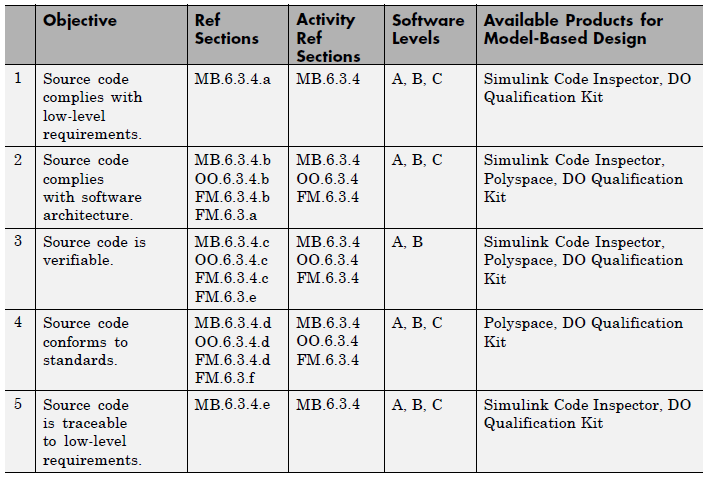 Objective Ref Sections Activity Ref Sections Software Levels Available Products for Model-Based Design
1 Source code complies with low-level requirements. MB.6.3.4.a MB.6.3.4 A, B, C Simulink Code Inspector, DO Qualification Kit
2 Source code complies with software architecture. MB.6.3.4.b OO.6.3.4.b FM.6.3.4.b FM.6.3.a MB.6.3.4 OO.6.3.4 FM.6.3.4 A, B, C Simulink Code Inspector, Polyspace, DO Qualification Kit
3 Source code is verifiable. MB.6.3.4.c OO.6.3.4.c FM.6.3.4.c FM.6.3.e MB.6.3.4 OO.6.3.4 FM.6.3.4 A, B Simulink Code Inspector, Polyspace, DO Qualification Kit
4 Source code conforms to standards. MB.6.3.4.d OO.6.3.4.d FM.6.3.4.d FM.6.3.f MB.6.3.4 OO.6.3.4 FM.6.3.4 A, B, C Polyspace, DO Qualification Kit
5 Source code is traceable to low-level requirements. MB.6.3.4.e MB.6.3.4 A, B, C Simulink Code Inspector, DO Qualification Kit